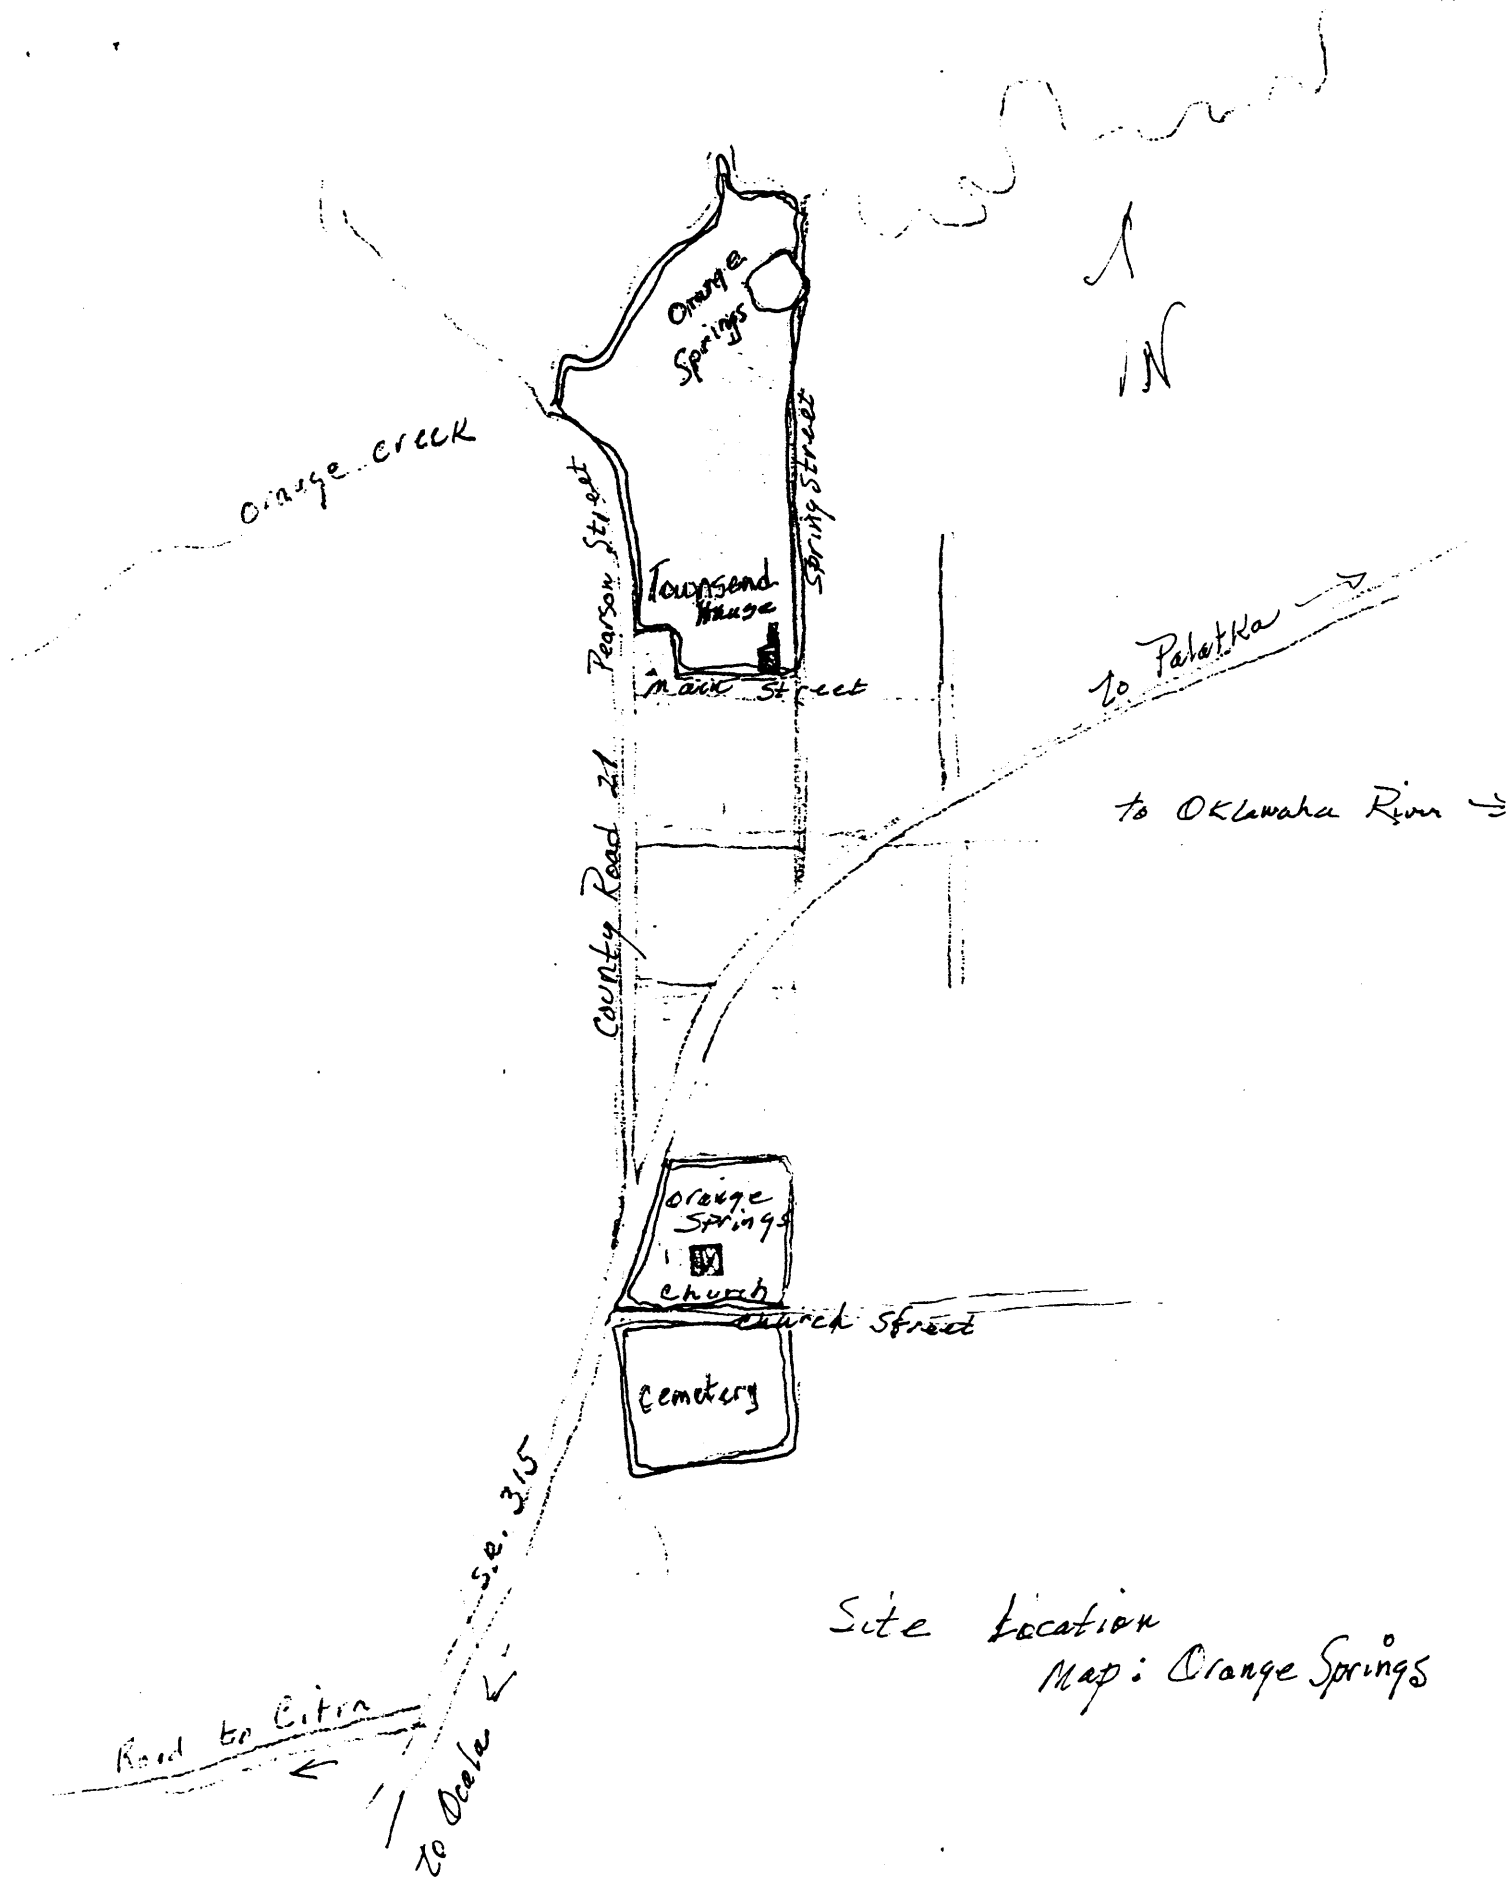 N
Orange
Springs
Orange creek
Spring Street
Pearson Street
Townsend
House
Main Street
to Palatka
to Oklawaha River
County Road 21
Orange
Springs
church
church Street
Cemetery
S.R. 315
Site Location
Map: Orange Springs
Road to Citra
to Ocala